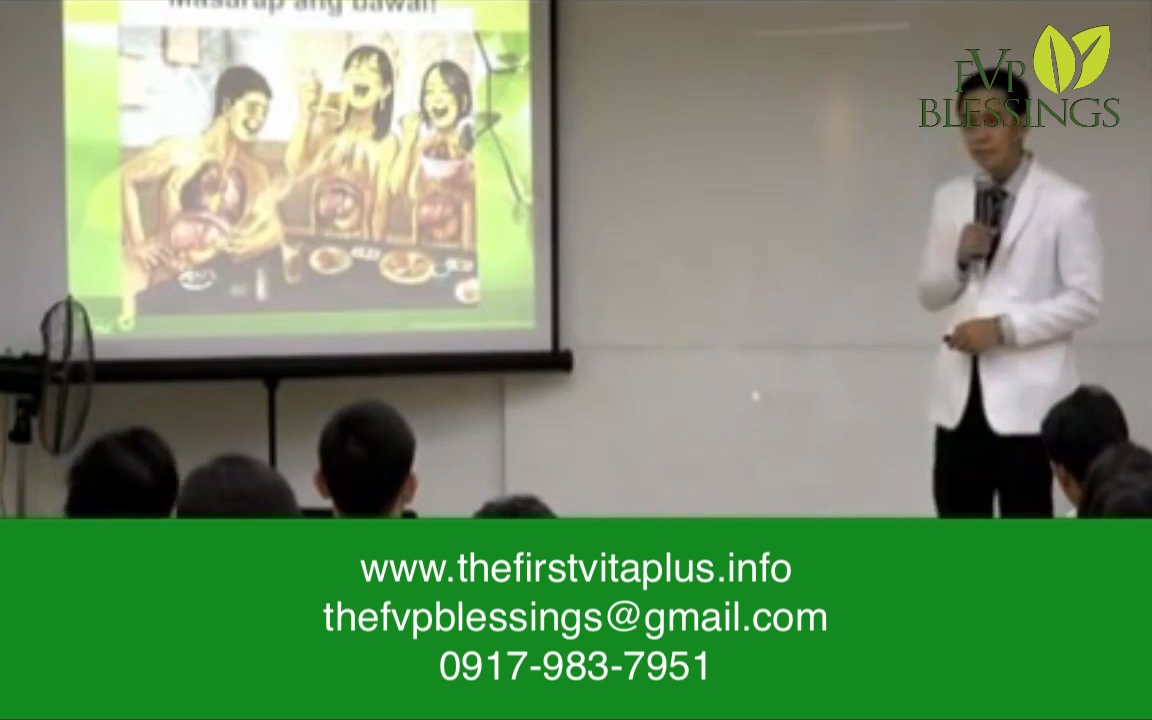 Masarap ang bawal!
FVP
BLESSINGS
www.thefirstvitaplus.info
thefvpblessings@gmail.com
0917-983-7951